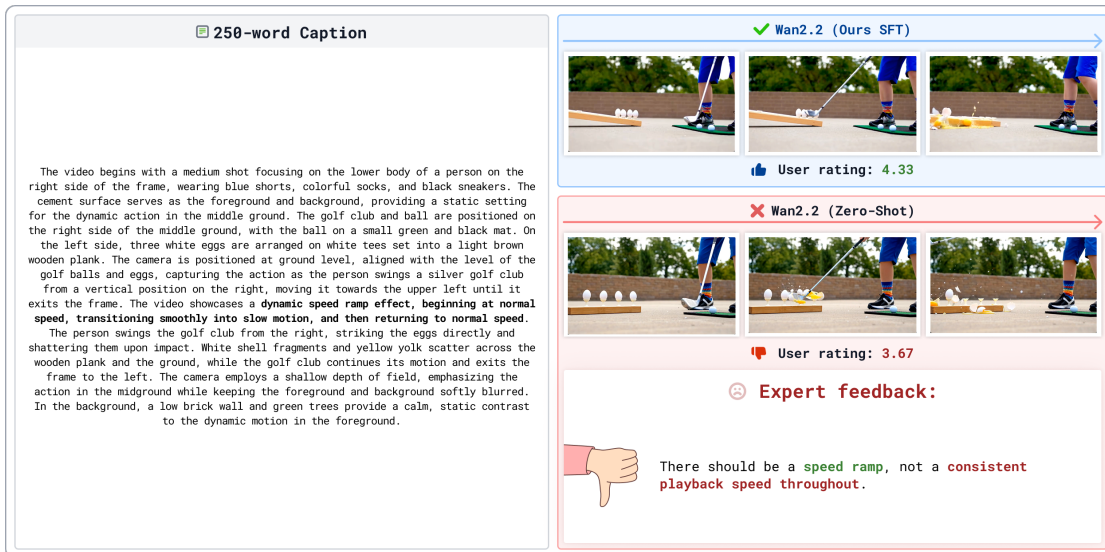 250-word Caption
The video begins with a medium shot focusing on the lower body of a person on the
right side of the frame, wearing blue shorts, colorful socks, and black sneakers. The
cement surface serves as the foreground and background, providing a static setting
for the dynamic action in the middle ground. The golf club and ball are positioned on
the right side of the middle ground, with the ball on a small green and black mat. On
the left side, three white eggs are arranged on white tees set into a light brown
wooden plank. The camera is positioned at ground level, aligned with the level of the
golf balls and eggs, capturing the action as the person swings a silver golf club
from a vertical position on the right, moving it towards the upper left until it
exits the frame. The video showcases a dynamic speed ramp effect, beginning at normal
speed, transitioning smoothly into slow motion, and then returning to normal speed.
The person swings the golf club from the right, striking the eggs directly and
shattering them upon impact. White shell fragments and yellow yolk scatter across the
wooden plank and the ground, while the golf club continues its motion and exits the
frame to the left. The camera employs a shallow depth of field, emphasizing the
action in the midground while keeping the foreground and background softly blurred.
In the background, a low brick wall and green trees provide a calm, static contrast
to the dynamic motion in the foreground.
Wan2.2 (Ours SFT)
User rating: 4.33
Wan2.2 (Zero-Shot)
User rating: 3.67
Expert feedback:
There should be a speed ramp, not a consistent
playback speed throughout.